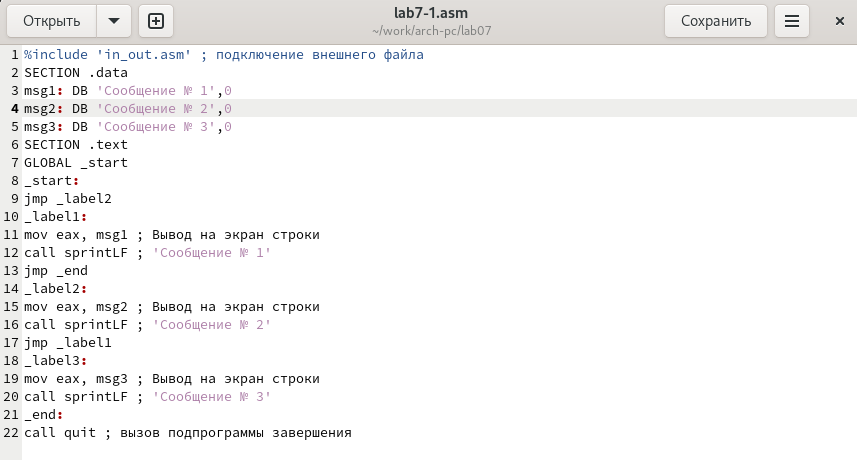 Открыть
lab7-1.asm
~/work/arch-pc/lab07
Сохранить
1 %include 'in_out.asm' ; подключение внешнего файла
2 SECTION .data
3 msg1: DB 'Сообщение № 1',0
4 msg2: DB 'Сообщение № 2',0
5 msg3: DB 'Сообщение № 3',0
6 SECTION .text
7 GLOBAL _start
8 _start:
9 jmp _label2
10 _label1:
11 mov eax, msg1 ; Вывод на экран строки
12 call sprintLF ; 'Сообщение № 1'
13 jmp _end
14 _label2:
15 mov eax, msg2 ; Вывод на экран строки
16 call sprintLF ; 'Сообщение № 2'
17 jmp _label1
18 _label3:
19 mov eax, msg3 ; Вывод на экран строки
20 call sprintLF ; 'Сообщение № 3'
21 _end:
22 call quit ; вызов подпрограммы завершения